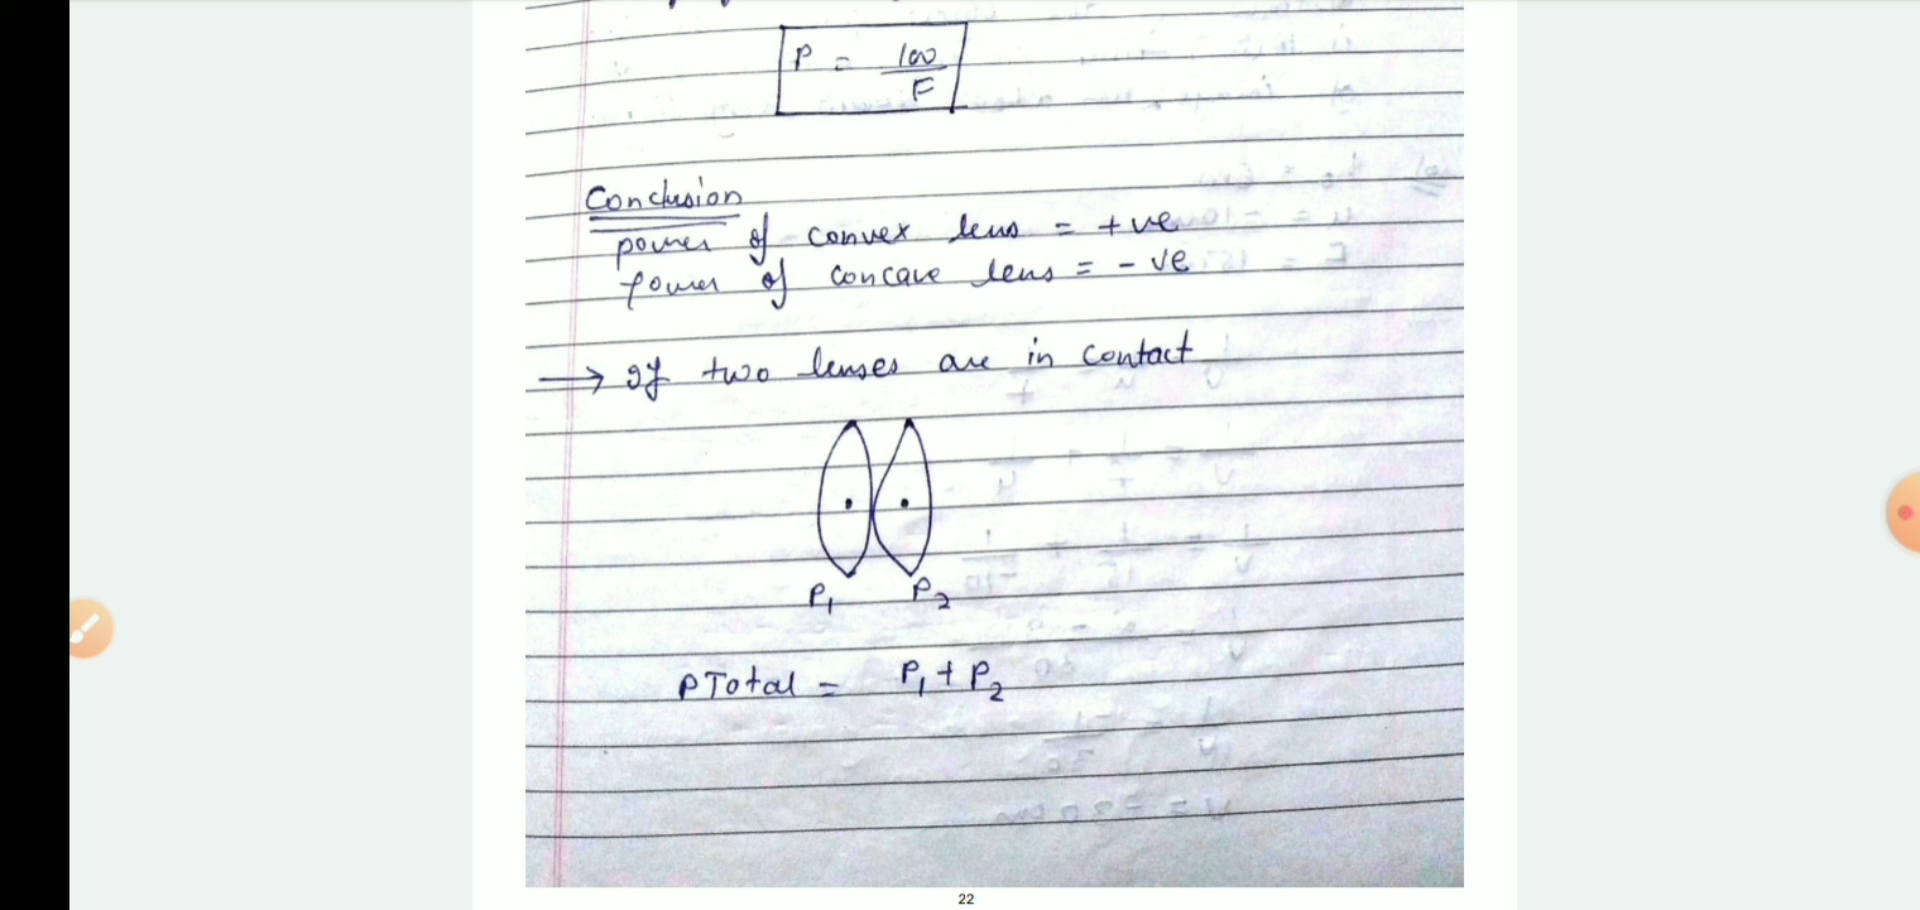 P = 100/F
Conclusion
power of convex lens = +ve
power of concave lens = -ve
→ If two lenses are in contact
P₁ P₂
PTotal = P₁ + P₂
22